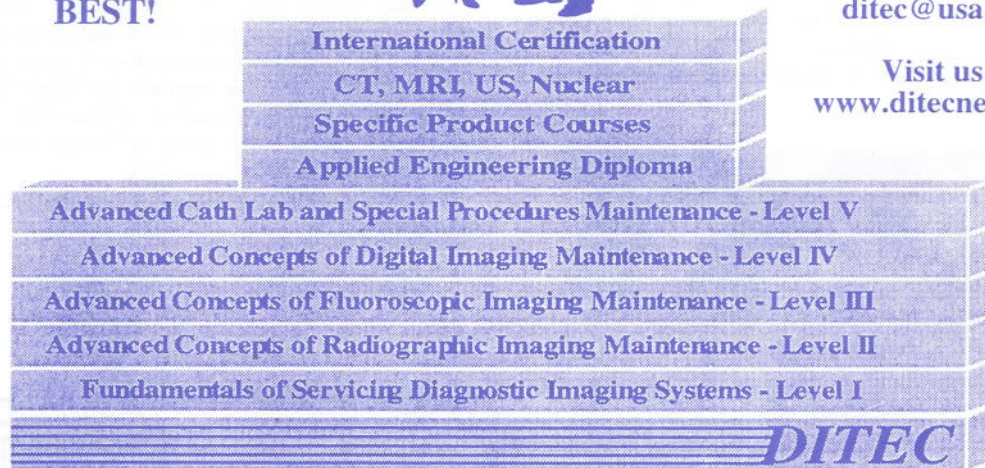 BEST!
ditec@usa
Visit us
www.ditecne
International Certification
CT, MRI, US, Nuclear
Specific Product Courses
Applied Engineering Diploma
Advanced Cath Lab and Special Procedures Maintenance - Level V
Advanced Concepts of Digital Imaging Maintenance - Level IV
Advanced Concepts of Fluoroscopic Imaging Maintenance - Level III
Advanced Concepts of Radiographic Imaging Maintenance - Level II
Fundamentals of Servicing Diagnostic Imaging Systems - Level I
DITEC